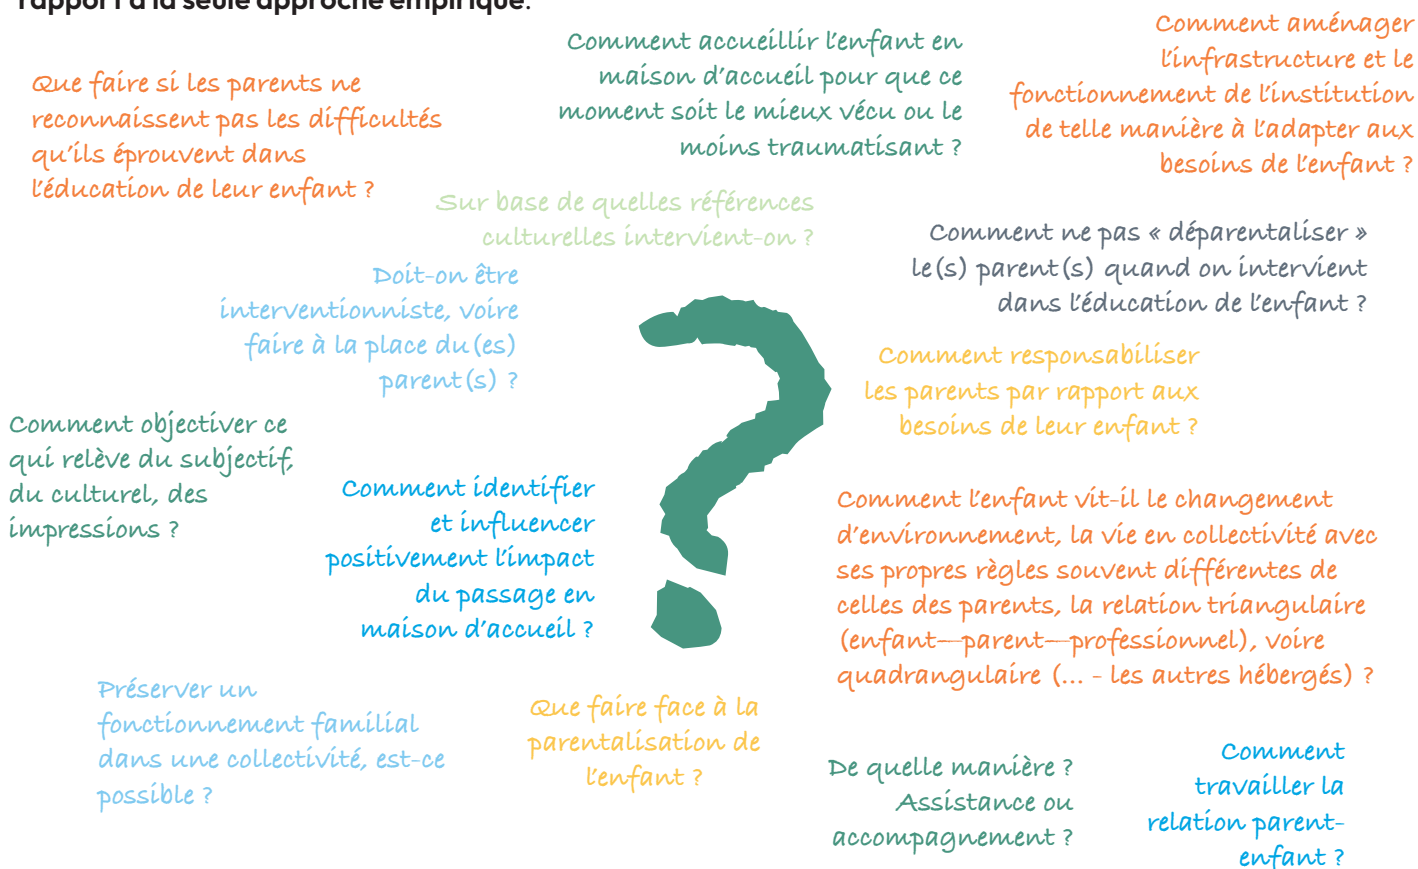 rapport à la seule approche empirique.
Comment accueillir l'enfant en
maison d'accueil pour que ce
moment soit le mieux vécu ou le
moins traumatisant ?
Comment aménager
l'infrastructure et le
fonctionnement de l'institution
de telle manière à l'adapter aux
besoins de l'enfant ?
Que faire si les parents ne
reconnaissent pas les difficultés
qu'ils éprouvent dans
l'éducation de leur enfant ?
Sur base de quelles références
culturelles intervient-on ?
Comment ne pas « déparentaliser »
le(s) parent(s) quand on intervient
dans l'éducation de l'enfant ?
Doit-on être
interventionniste, voire
faire à la place du(es)
parent(s) ?
?
Comment responsabiliser
les parents par rapport aux
besoins de leur enfant ?
Comment objectiver ce
qui relève du subjectif,
du culturel, des
impressions ?
Comment identifier
et influencer
positivement l'impact
du passage en
maison d'accueil ?
Comment l'enfant vit-il le changement
d'environnement, la vie en collectivité avec
ses propres règles souvent différentes de
celles des parents, la relation triangulaire
(enfant—parent—professionnel), voire
quadrangulaire (... - les autres hébergés) ?
Préserver un
fonctionnement familial
dans une collectivité, est-ce
possible ?
Que faire face à la
parentalisation de
l'enfant ?
De quelle manière ?
Assistance ou
accompagnement ?
Comment
travailler la
relation parent-
enfant ?